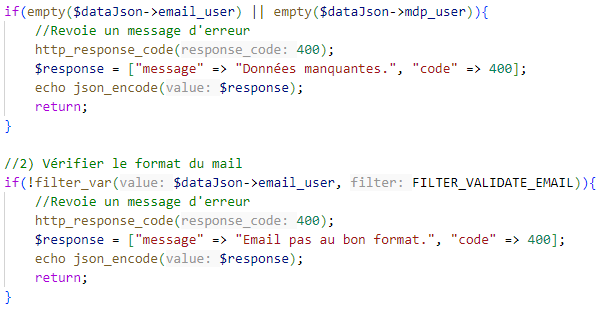 if(empty($dataJson->email_user) || empty($dataJson->mdp_user)){
//Revoie un message d'erreur
http_response_code(response_code: 400);
$response = ["message" => "Données manquantes.", "code" => 400];
echo json_encode(value: $response);
return;
}
//2) Vérifier le format du mail
if(!filter_var(value: $dataJson->email_user, filter: FILTER_VALIDATE_EMAIL)){
//Revoie un message d'erreur
http_response_code(response_code: 400);
$response = ["message" => "Email pas au bon format.", "code" => 400];
echo json_encode(value: $response);
return;
}